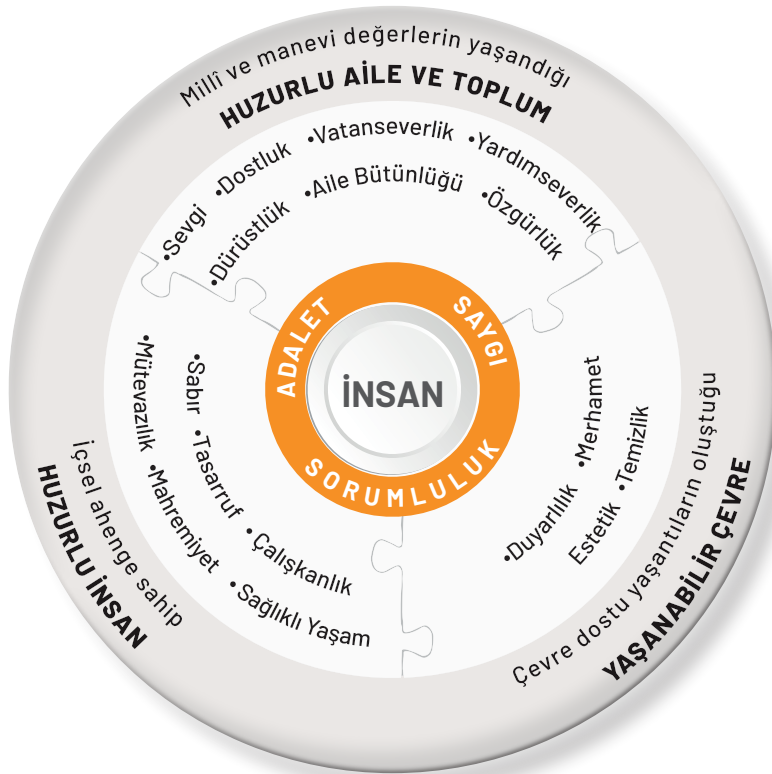 Millî ve manevi değerlerin yaşandığı
HUZURLU AİLE VE TOPLUM
•Sevgi •Dostluk •Vatanseverlik •Yardımseverlik
•Dürüstlük •Aile Bütünlüğü •Özgürlük
ADALET
SAYGI
SORUMLULUK
İNSAN
•Mütevazılık •Mahremiyet •Sağlıklı Yaşam
•Sabır •Tasarruf •Çalışkanlık
İçsel ahenge sahip
HUZURLU İNSAN
•Duyarlılık •Merhamet
Estetik •Temizlik
Çevre dostu yaşantıların oluştuğu
YAŞANABİLİR ÇEVRE